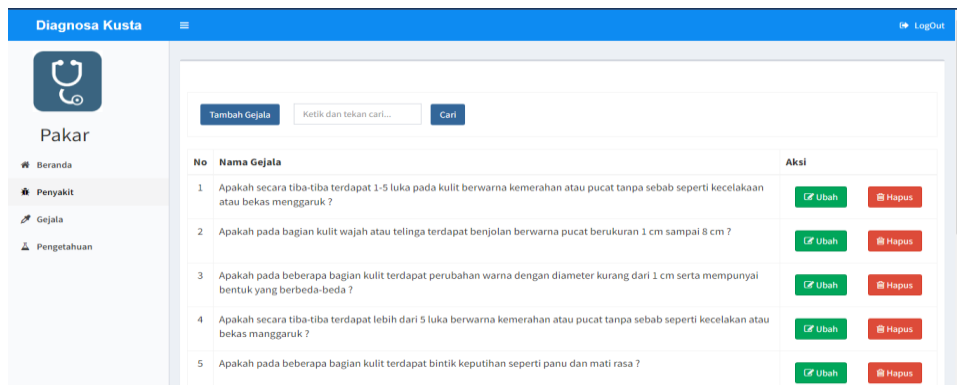 Diagnosa Kusta
LogOut
Pakar
Beranda
Penyakit
Gejala
Pengetahuan
Tambah Gejala
Ketik dan tekan cari...
Cari
No Nama Gejala Aksi
1 Apakah secara tiba-tiba terdapat 1-5 luka pada kulit berwarna kemerahan atau pucat tanpa sebab seperti kecelakaan
atau bekas menggaruk ?
Ubah Hapus
2 Apakah pada bagian kulit wajah atau telinga terdapat benjolan berwarna pucat berukuran 1 cm sampai 8 cm ?
Ubah Hapus
3 Apakah pada beberapa bagian kulit terdapat perubahan warna dengan diameter kurang dari 1 cm serta mempunyai
bentuk yang berbeda-beda ?
Ubah Hapus
4 Apakah secara tiba-tiba terdapat lebih dari 5 luka berwarna kemerahan atau pucat tanpa sebab seperti kecelakan atau
bekas manggaruk ?
Ubah Hapus
5 Apakah pada beberapa bagian kulit terdapat bintik keputihan seperti panu dan mati rasa ?
Ubah Hapus